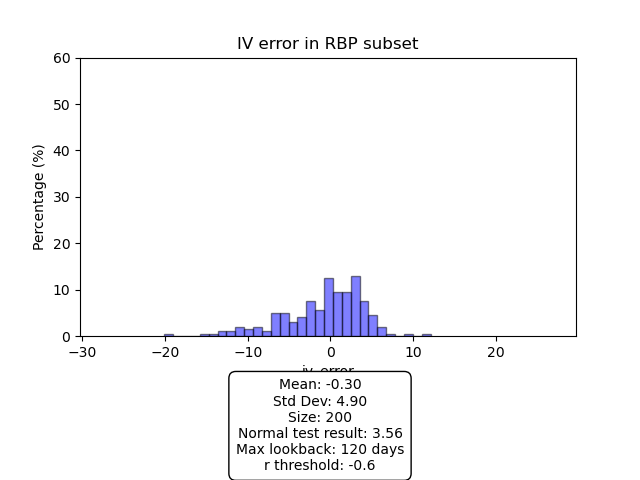 IV error in RBP subset
Percentage (%)
60
50
40
30
20
10
0
−30 −20 −10 0 10 20
iv_error
Mean: -0.30
Std Dev: 4.90
Size: 200
Normal test result: 3.56
Max lookback: 120 days
r threshold: -0.6